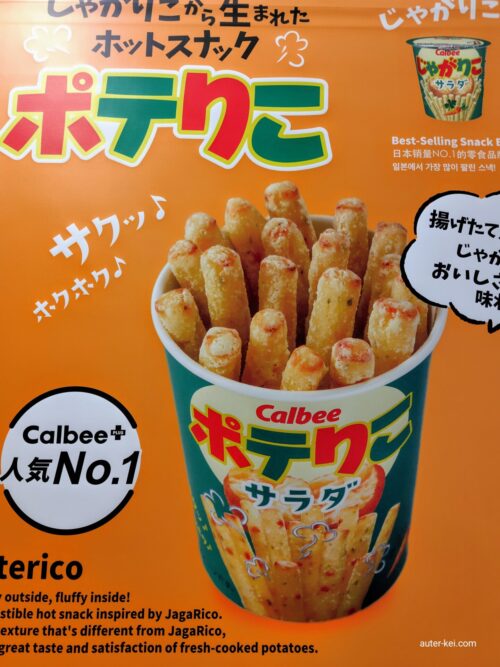 じゃがりこから生まれた
ホットスナック
ポテりこ
じゃがりこ
Calbee
じゃがりこ
サラダ
Best-Selling Snack
日本销量NO.1的零食品
일본에서 가장 많이 팔린 스낵!
サクッ♪
ホクホク♪
揚げたて
じゃが
おいしさ
味わ
Calbee+
PLUS
人気No.1
Calbee
ポテりこ
サラダ
terico
outside, fluffy inside!
stible hot snack inspired by JagaRico.
exture that's different from JagaRico,
great taste and satisfaction of fresh-cooked potatoes.
auter-kei.com